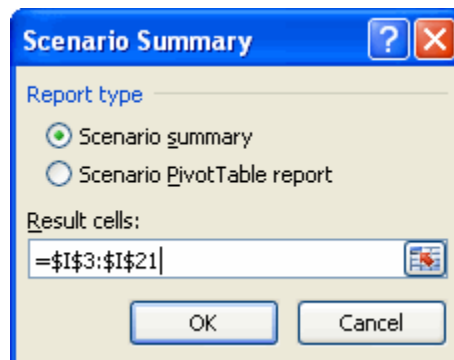 Scenario Summary
Report type
Scenario summary
Scenario PivotTable report
Result cells:
=$I$3:$I$21
OK Cancel